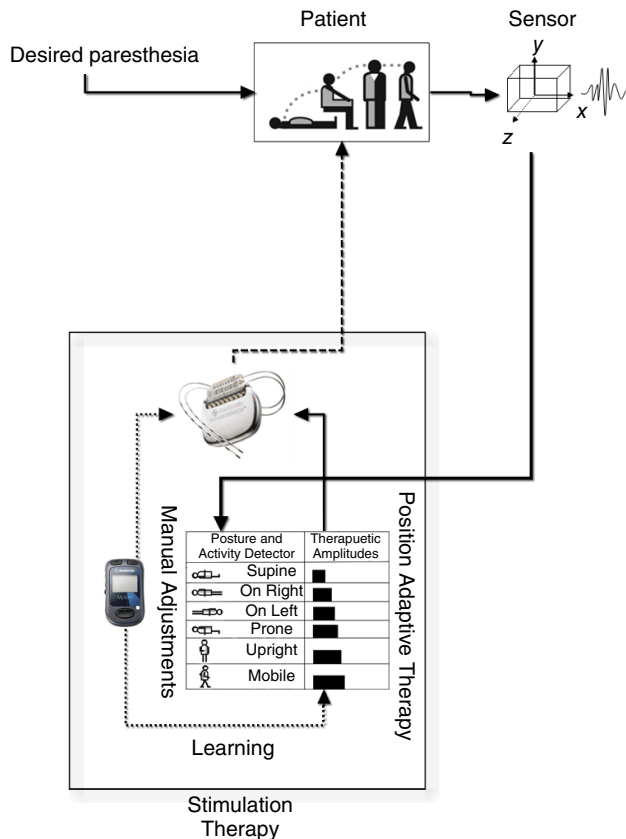 Patient
Sensor
Desired paresthesia
y
x
z
Manual Adjustments
Position Adaptive Therapy
Posture and
Activity Detector
Therapuetic
Amplitudes
Supine
On Right
On Left
Prone
Upright
Mobile
Learning
Stimulation
Therapy